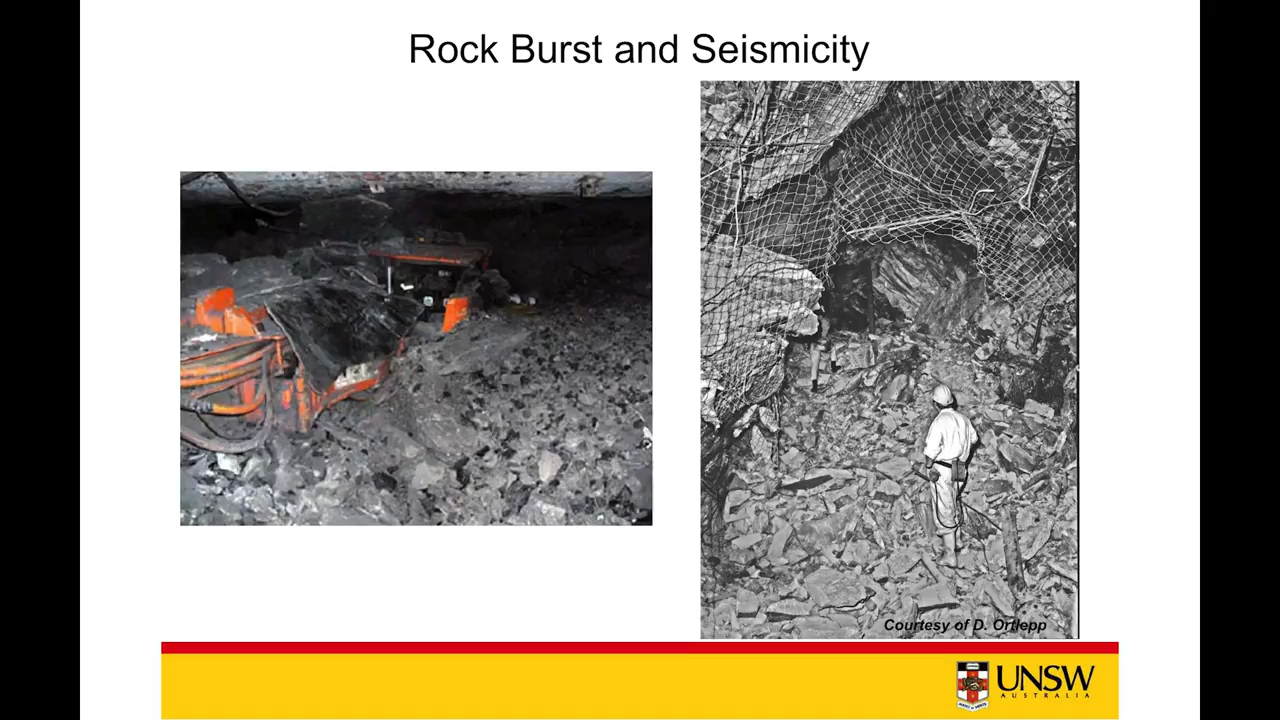 Rock Burst and Seismicity
Courtesy of D. Ortlepp
UNSW
AUSTRALIA